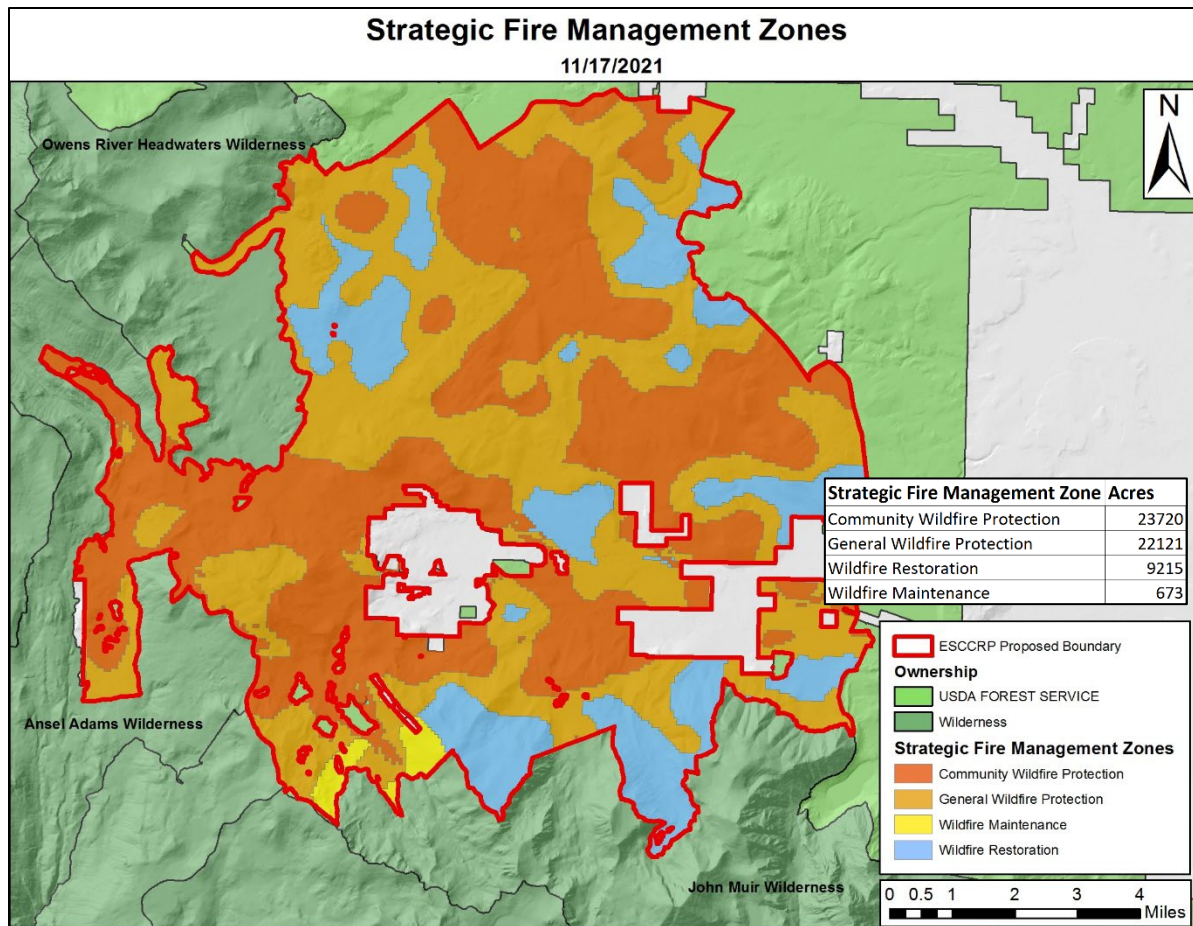 Strategic Fire Management Zones
11/17/2021
Owens River Headwaters Wilderness
N
Strategic Fire Management Zone Acres
Community Wildfire Protection 23720
General Wildfire Protection 22121
Wildfire Restoration 9215
Wildfire Maintenance 673
ESCCRP Proposed Boundary
Ownership
USDA FOREST SERVICE
Wilderness
Strategic Fire Management Zones
Community Wildfire Protection
General Wildfire Protection
Wildfire Maintenance
Wildfire Restoration
Ansel Adams Wilderness
John Muir Wilderness
0 0.5 1 2 3 4
Miles